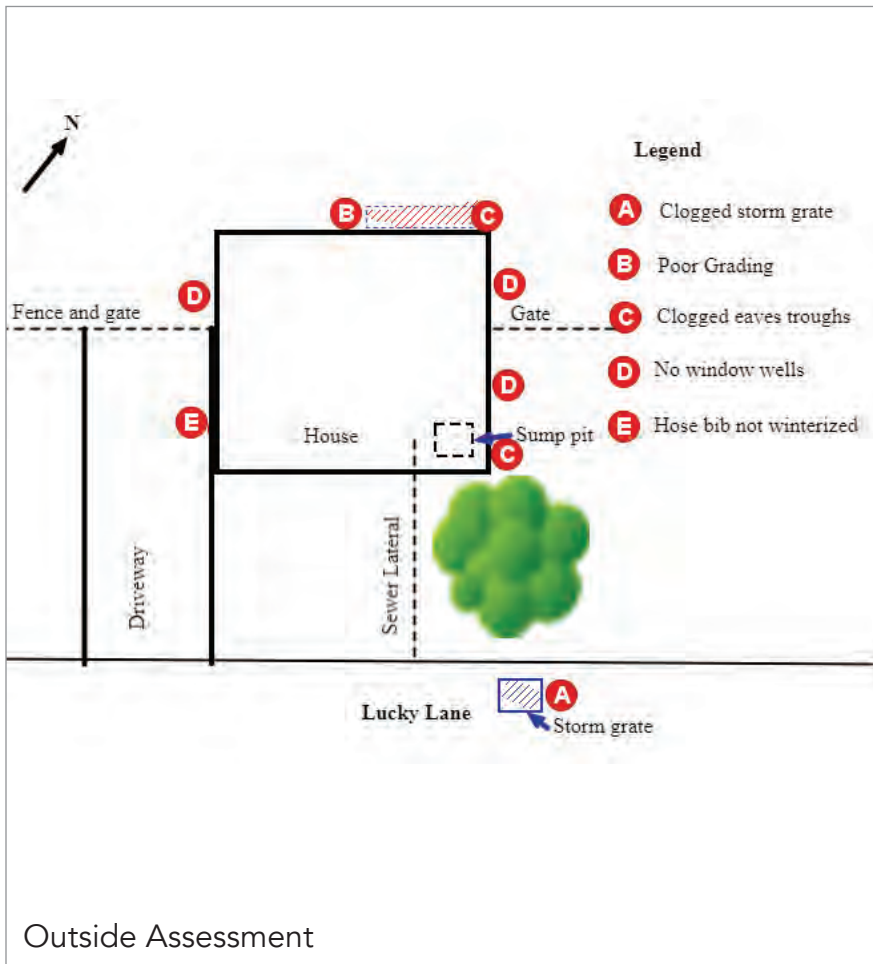 N
Legend
A Clogged storm grate
B Poor Grading
C Clogged eaves troughs
D No window wells
E Hose bib not winterized
B
C
D
D
Fence and gate
Gate
D
E
House
Sump pit
C
Driveway
Sewer Lateral
Lucky Lane
A
Storm grate
Outside Assessment